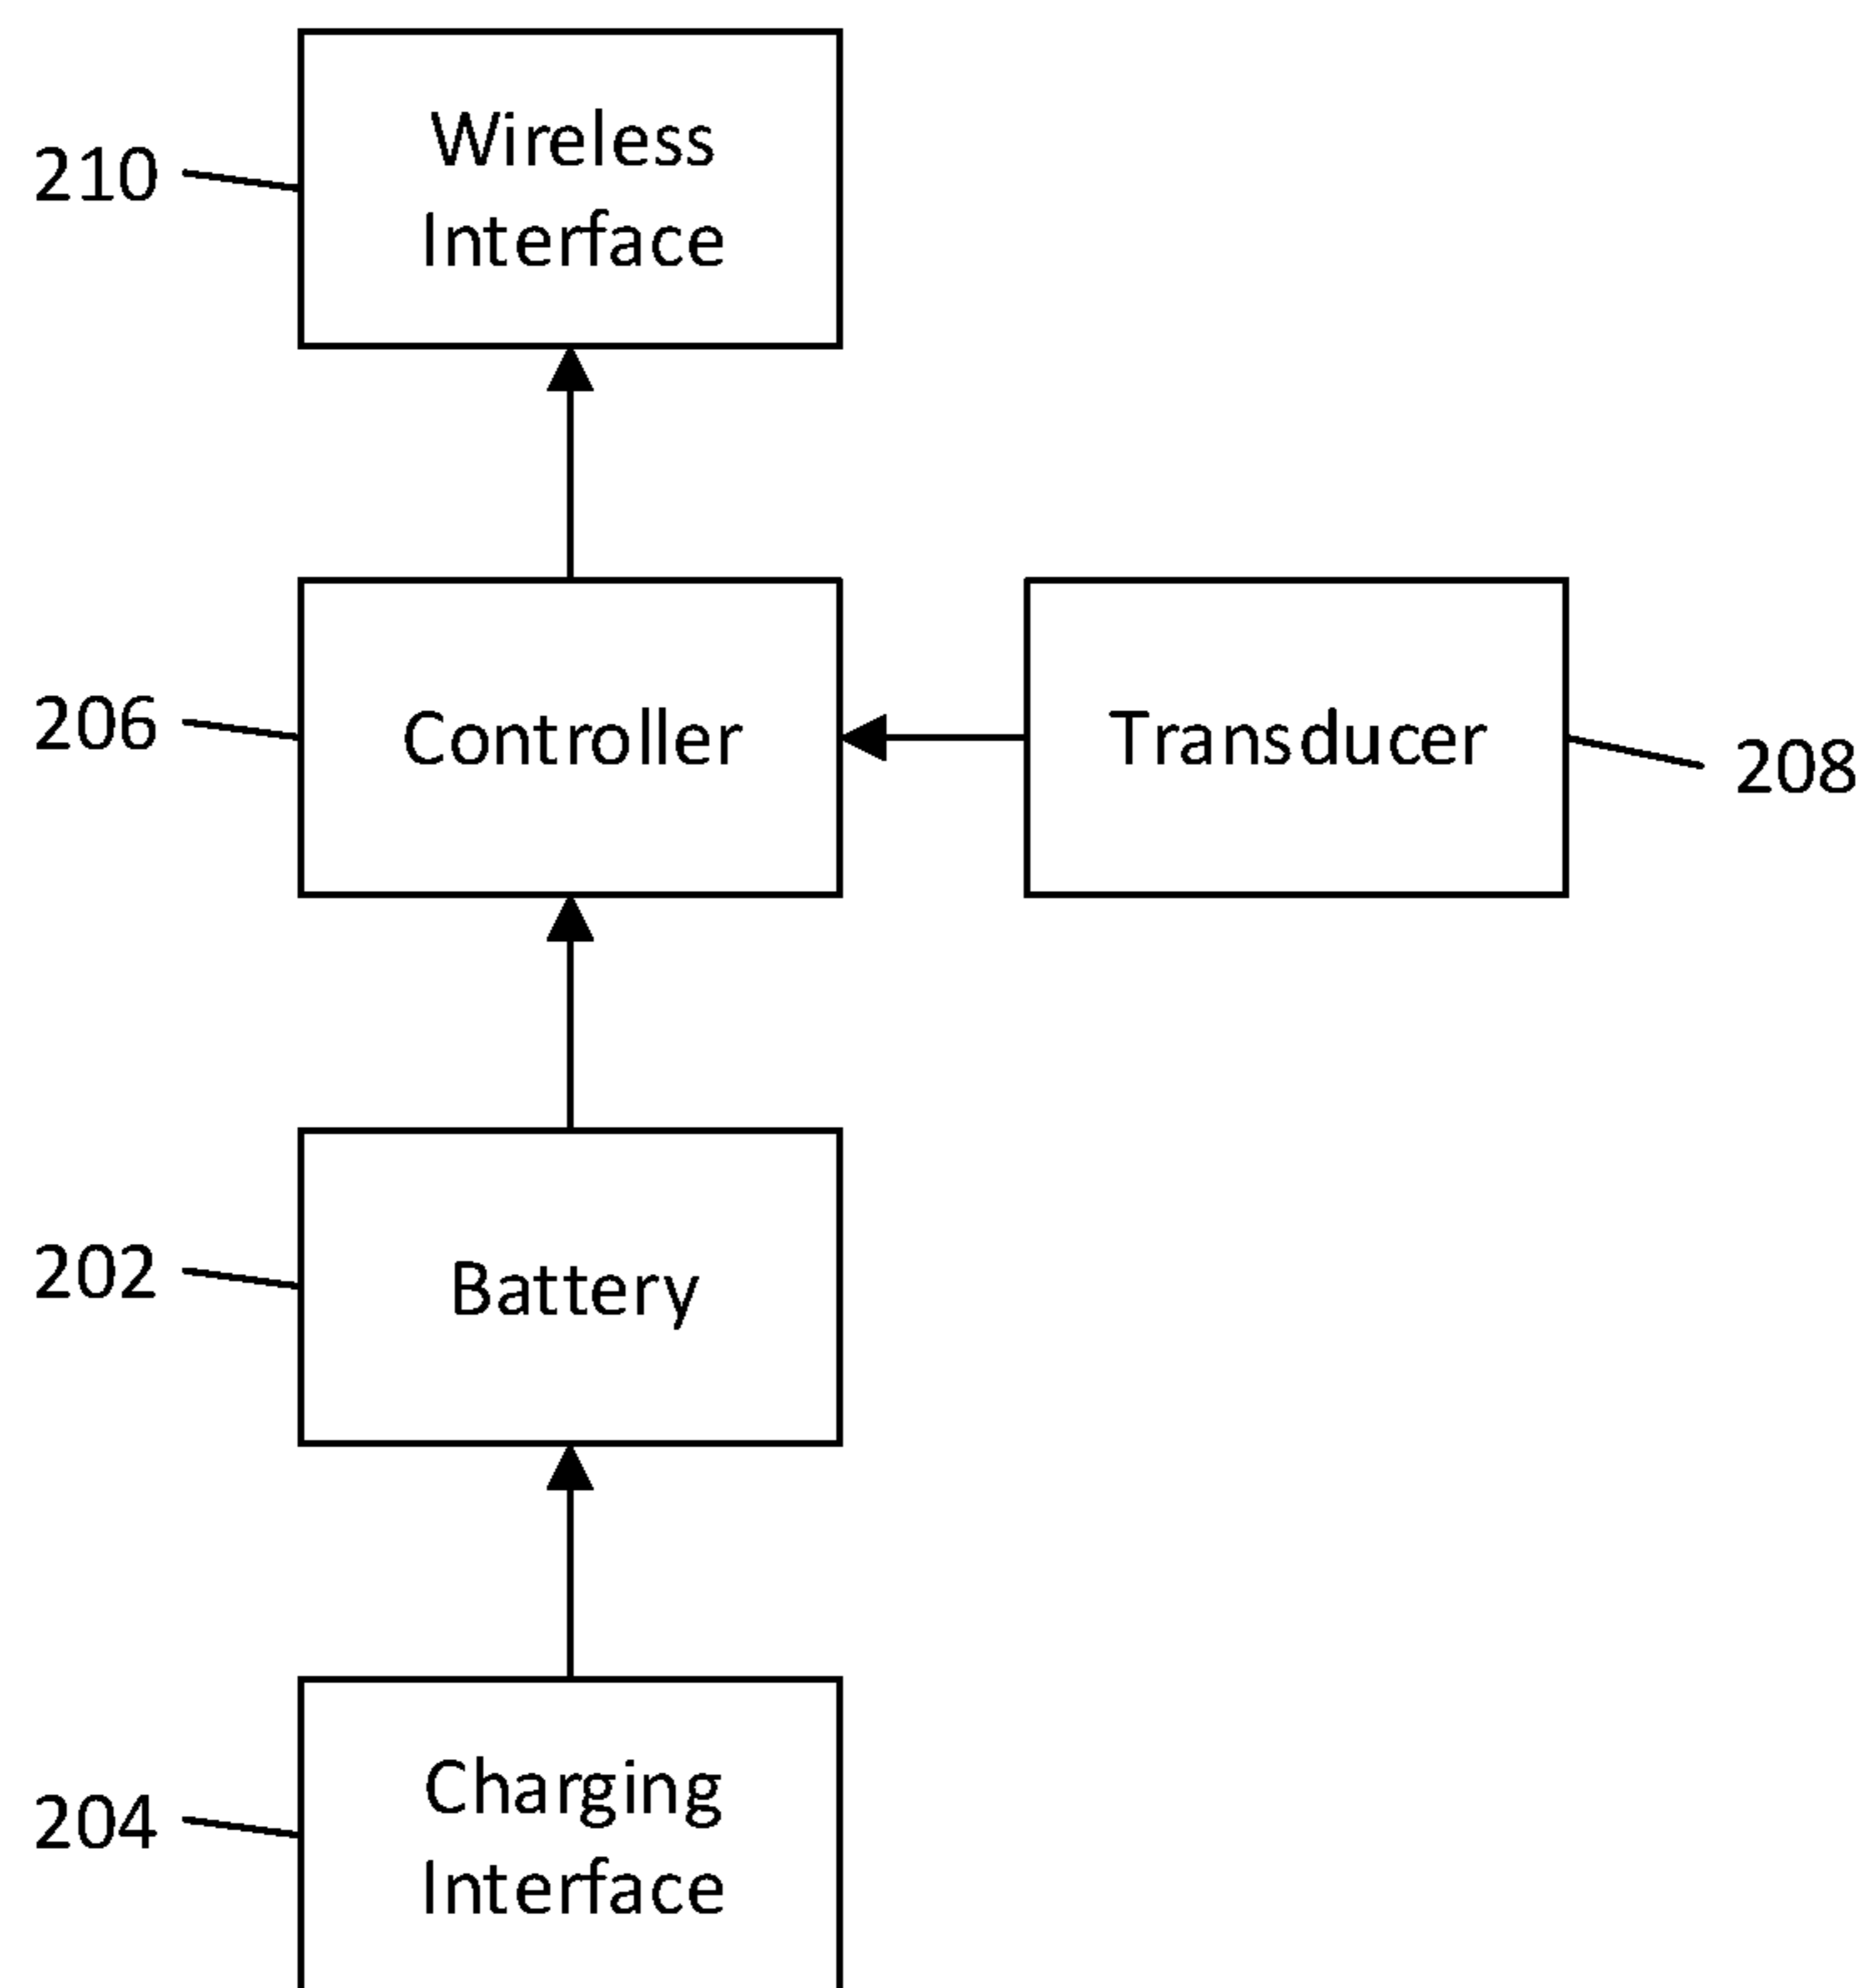 210
Wireless
Interface
206
Controller
Transducer
208
202
Battery
204
Charging
Interface